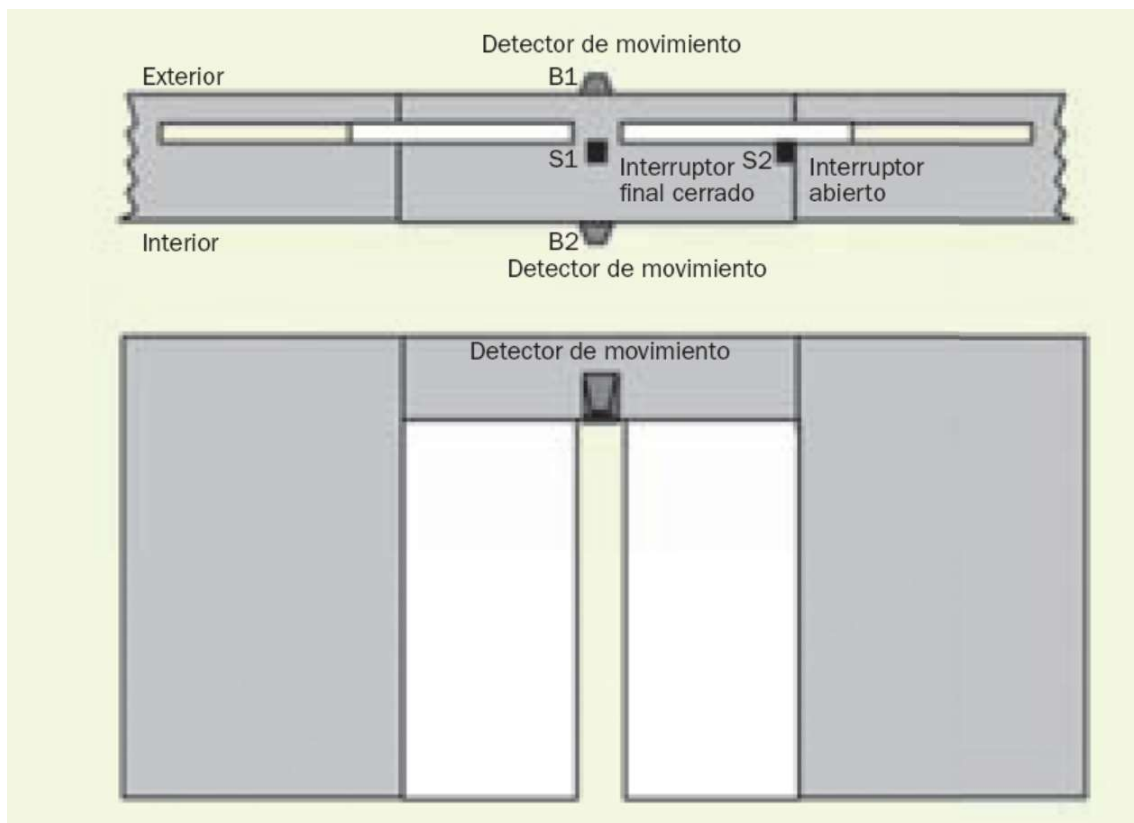 Detector de movimiento
Exterior
B1
S1
Interruptor
final cerrado
S2
Interruptor
abierto
Interior
B2
Detector de movimiento
Detector de movimiento